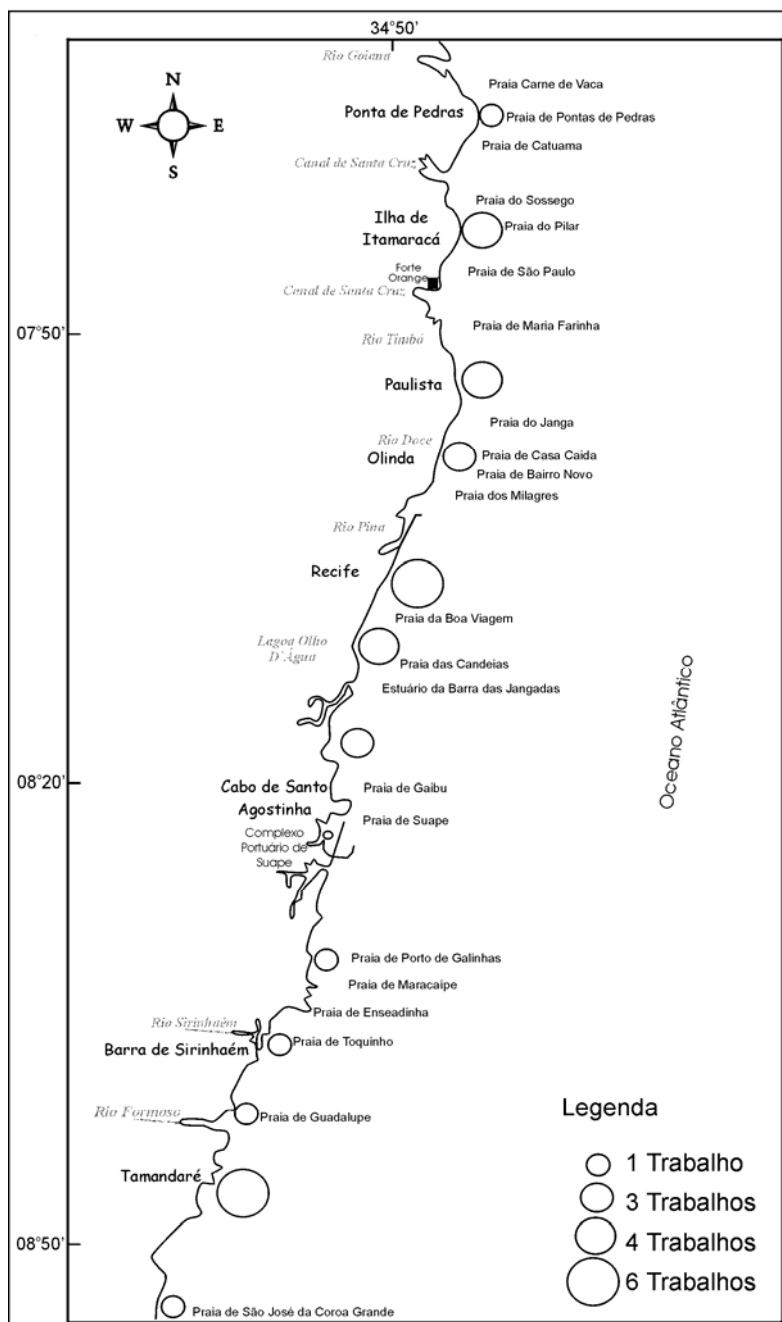 34°50'
Rio Goiana
Praia Carne de Vaca
Ponta de Pedras
Praia de Pontas de Pedras
Praia de Catuama
N
W
E
S
Canal de Santa Cruz
Praia do Sossego
Ilha de
Itamaracá
Praia do Pilar
Forte
Orange
Praia de São Paulo
Canal de Santa Cruz
07°50'
Praia de Maria Farinha
Rio Timbó
Paulista
Praia do Janga
Rio Doce
Olinda
Praia de Casa Caida
Praia de Bairro Novo
Praia dos Milagres
Rio Pina
Recife
Praia da Boa Viagem
Lagoa Olho
D'Água
Praia das Candeias
Estuário da Barra das Jangadas
Oceano Atlântico
08°20'
Cabo de Santo
Agostinha
Praia de Gaibu
Praia de Suape
Complexo
Portuário de
Suape
Praia de Porto de Galinhas
Praia de Maracaipe
Praia de Enseadinha
Rio Sirinhaém
Barra de Sirinhaém
Praia de Toquinho
Rio Formoso
Praia de Guadalupe
Tamandaré
08°50'
Praia de São José da Coroa Grande
Legenda
1 Trabalho
3 Trabalhos
4 Trabalhos
6 Trabalhos